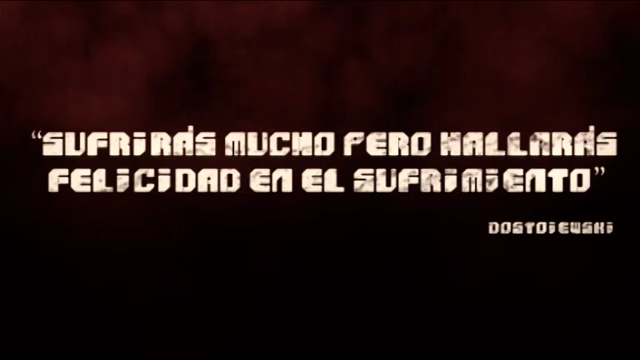 “SUFRIRÁS MUCHO PERO HALLARÁS
FELICIDAD EN EL SUFRIMIENTO”
DOSTOIEWSKI